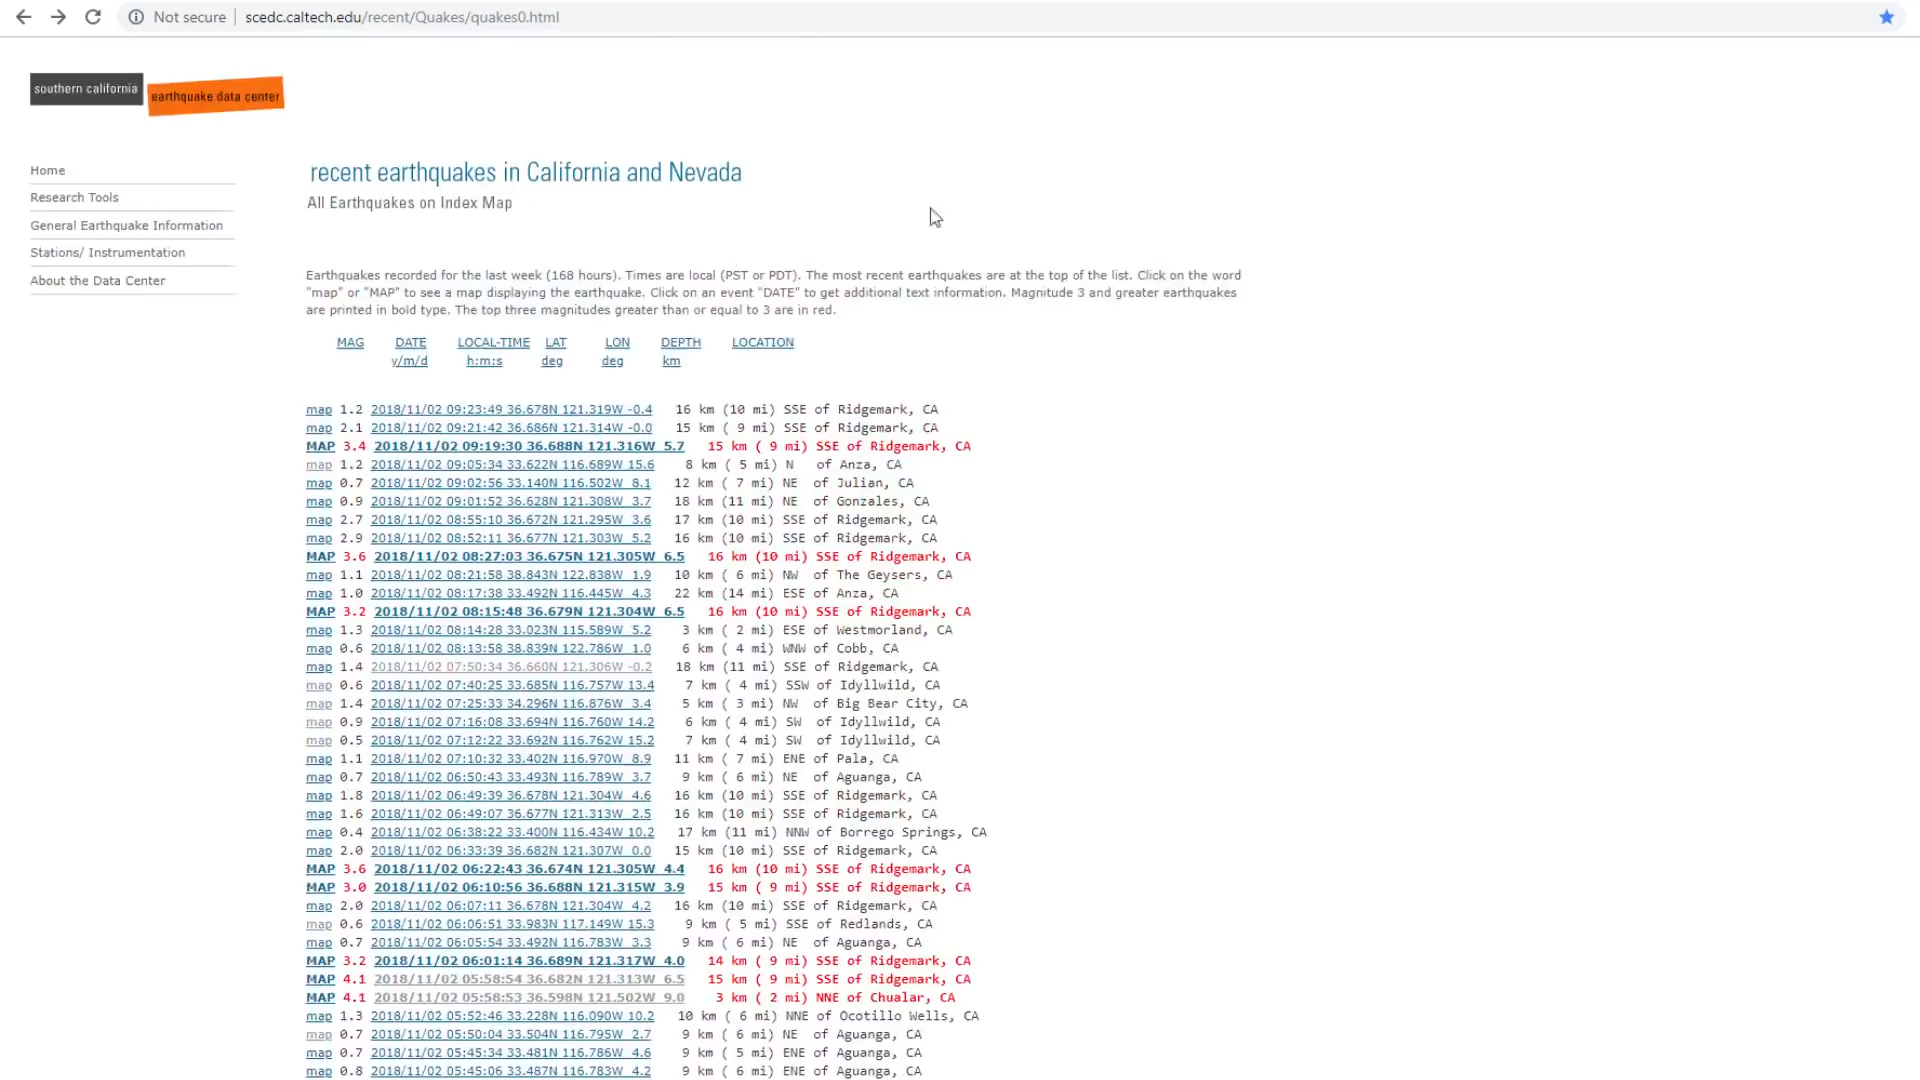 Not secure | scedc.caltech.edu/recent/Quakes/quakes0.html
southern california
earthquake data center
Home
Research Tools
General Earthquake Information
Stations/ Instrumentation
About the Data Center
recent earthquakes in California and Nevada
All Earthquakes on Index Map
Earthquakes recorded for the last week (168 hours). Times are local (PST or PDT). The most recent earthquakes are at the top of the list. Click on the word
"map" or "MAP" to see a map displaying the earthquake. Click on an event "DATE" to get additional text information. Magnitude 3 and greater earthquakes
are printed in bold type. The top three magnitudes greater than or equal to 3 are in red.
MAG DATE LOCAL-TIME LAT LON DEPTH LOCATION
y/m/d h:m:s deg deg km
map 1.2 2018/11/02 09:23:49 36.678N 121.319W -0.4 16 km (10 mi) SSE of Ridgemark, CA
map 2.1 2018/11/02 09:21:42 36.686N 121.314W -0.0 15 km ( 9 mi) SSE of Ridgemark, CA
MAP 3.4 2018/11/02 09:19:30 36.688N 121.316W 5.7 15 km ( 9 mi) SSE of Ridgemark, CA
map 1.2 2018/11/02 09:05:34 33.622N 116.689W 15.6 8 km ( 5 mi) N of Anza, CA
map 0.7 2018/11/02 09:02:56 33.140N 116.502W 8.1 12 km ( 7 mi) NE of Julian, CA
map 0.9 2018/11/02 09:01:52 36.628N 121.308W 3.7 18 km (11 mi) NE of Gonzales, CA
map 2.7 2018/11/02 08:55:10 36.672N 121.295W 3.6 17 km (10 mi) SSE of Ridgemark, CA
map 2.9 2018/11/02 08:52:11 36.677N 121.303W 5.2 16 km (10 mi) SSE of Ridgemark, CA
MAP 3.6 2018/11/02 08:27:03 36.675N 121.305W 6.5 16 km (10 mi) SSE of Ridgemark, CA
map 1.1 2018/11/02 08:21:58 38.843N 122.838W 1.9 10 km ( 6 mi) NW of The Geysers, CA
map 1.0 2018/11/02 08:17:38 33.492N 116.445W 4.3 22 km (14 mi) ESE of Anza, CA
MAP 3.2 2018/11/02 08:15:48 36.679N 121.304W 6.5 16 km (10 mi) SSE of Ridgemark, CA
map 1.3 2018/11/02 08:14:28 33.023N 115.589W 5.2 3 km ( 2 mi) ESE of Westmorland, CA
map 0.6 2018/11/02 08:13:58 38.839N 122.786W 1.0 6 km ( 4 mi) WNW of Cobb, CA
map 1.4 2018/11/02 07:50:34 36.660N 121.306W -0.2 18 km (11 mi) SSE of Ridgemark, CA
map 0.6 2018/11/02 07:40:25 33.685N 116.757W 13.4 7 km ( 4 mi) SSW of Idyllwild, CA
map 1.4 2018/11/02 07:25:33 34.296N 116.876W 3.4 5 km ( 3 mi) NW of Big Bear City, CA
map 0.9 2018/11/02 07:16:08 33.694N 116.760W 14.2 6 km ( 4 mi) SW of Idyllwild, CA
map 0.5 2018/11/02 07:12:22 33.692N 116.762W 15.2 7 km ( 4 mi) SW of Idyllwild, CA
map 1.1 2018/11/02 07:10:32 33.402N 116.970W 8.9 11 km ( 7 mi) ENE of Pala, CA
map 0.7 2018/11/02 06:50:43 33.493N 116.789W 3.7 9 km ( 6 mi) NE of Aguanga, CA
map 1.8 2018/11/02 06:49:39 36.678N 121.304W 4.6 16 km (10 mi) SSE of Ridgemark, CA
map 1.6 2018/11/02 06:49:07 36.677N 121.313W 2.5 16 km (10 mi) SSE of Ridgemark, CA
map 0.4 2018/11/02 06:38:22 33.400N 116.434W 10.2 17 km (11 mi) NNW of Borrego Springs, CA
map 2.0 2018/11/02 06:33:39 36.682N 121.307W 0.0 15 km (10 mi) SSE of Ridgemark, CA
MAP 3.6 2018/11/02 06:22:43 36.674N 121.305W 4.4 16 km (10 mi) SSE of Ridgemark, CA
MAP 3.0 2018/11/02 06:10:56 36.688N 121.315W 3.9 15 km ( 9 mi) SSE of Ridgemark, CA
map 2.0 2018/11/02 06:07:11 36.678N 121.304W 4.2 16 km (10 mi) SSE of Ridgemark, CA
map 0.6 2018/11/02 06:06:51 33.983N 117.149W 15.3 9 km ( 5 mi) SSE of Redlands, CA
map 0.7 2018/11/02 06:05:54 33.492N 116.783W 3.3 9 km ( 6 mi) NE of Aguanga, CA
MAP 3.2 2018/11/02 06:01:14 36.689N 121.317W 4.0 14 km ( 9 mi) SSE of Ridgemark, CA
MAP 4.1 2018/11/02 05:58:54 36.682N 121.313W 6.5 15 km ( 9 mi) SSE of Ridgemark, CA
MAP 4.1 2018/11/02 05:58:53 36.598N 121.502W 9.0 3 km ( 2 mi) NNE of Chualar, CA
map 1.3 2018/11/02 05:52:46 33.228N 116.090W 10.2 10 km ( 6 mi) NNE of Ocotillo Wells, CA
map 0.7 2018/11/02 05:50:04 33.504N 116.795W 2.7 9 km ( 6 mi) NE of Aguanga, CA
map 0.7 2018/11/02 05:45:34 33.481N 116.786W 4.6 9 km ( 5 mi) ENE of Aguanga, CA
map 0.8 2018/11/02 05:45:06 33.487N 116.783W 4.2 9 km ( 6 mi) ENE of Aguanga, CA